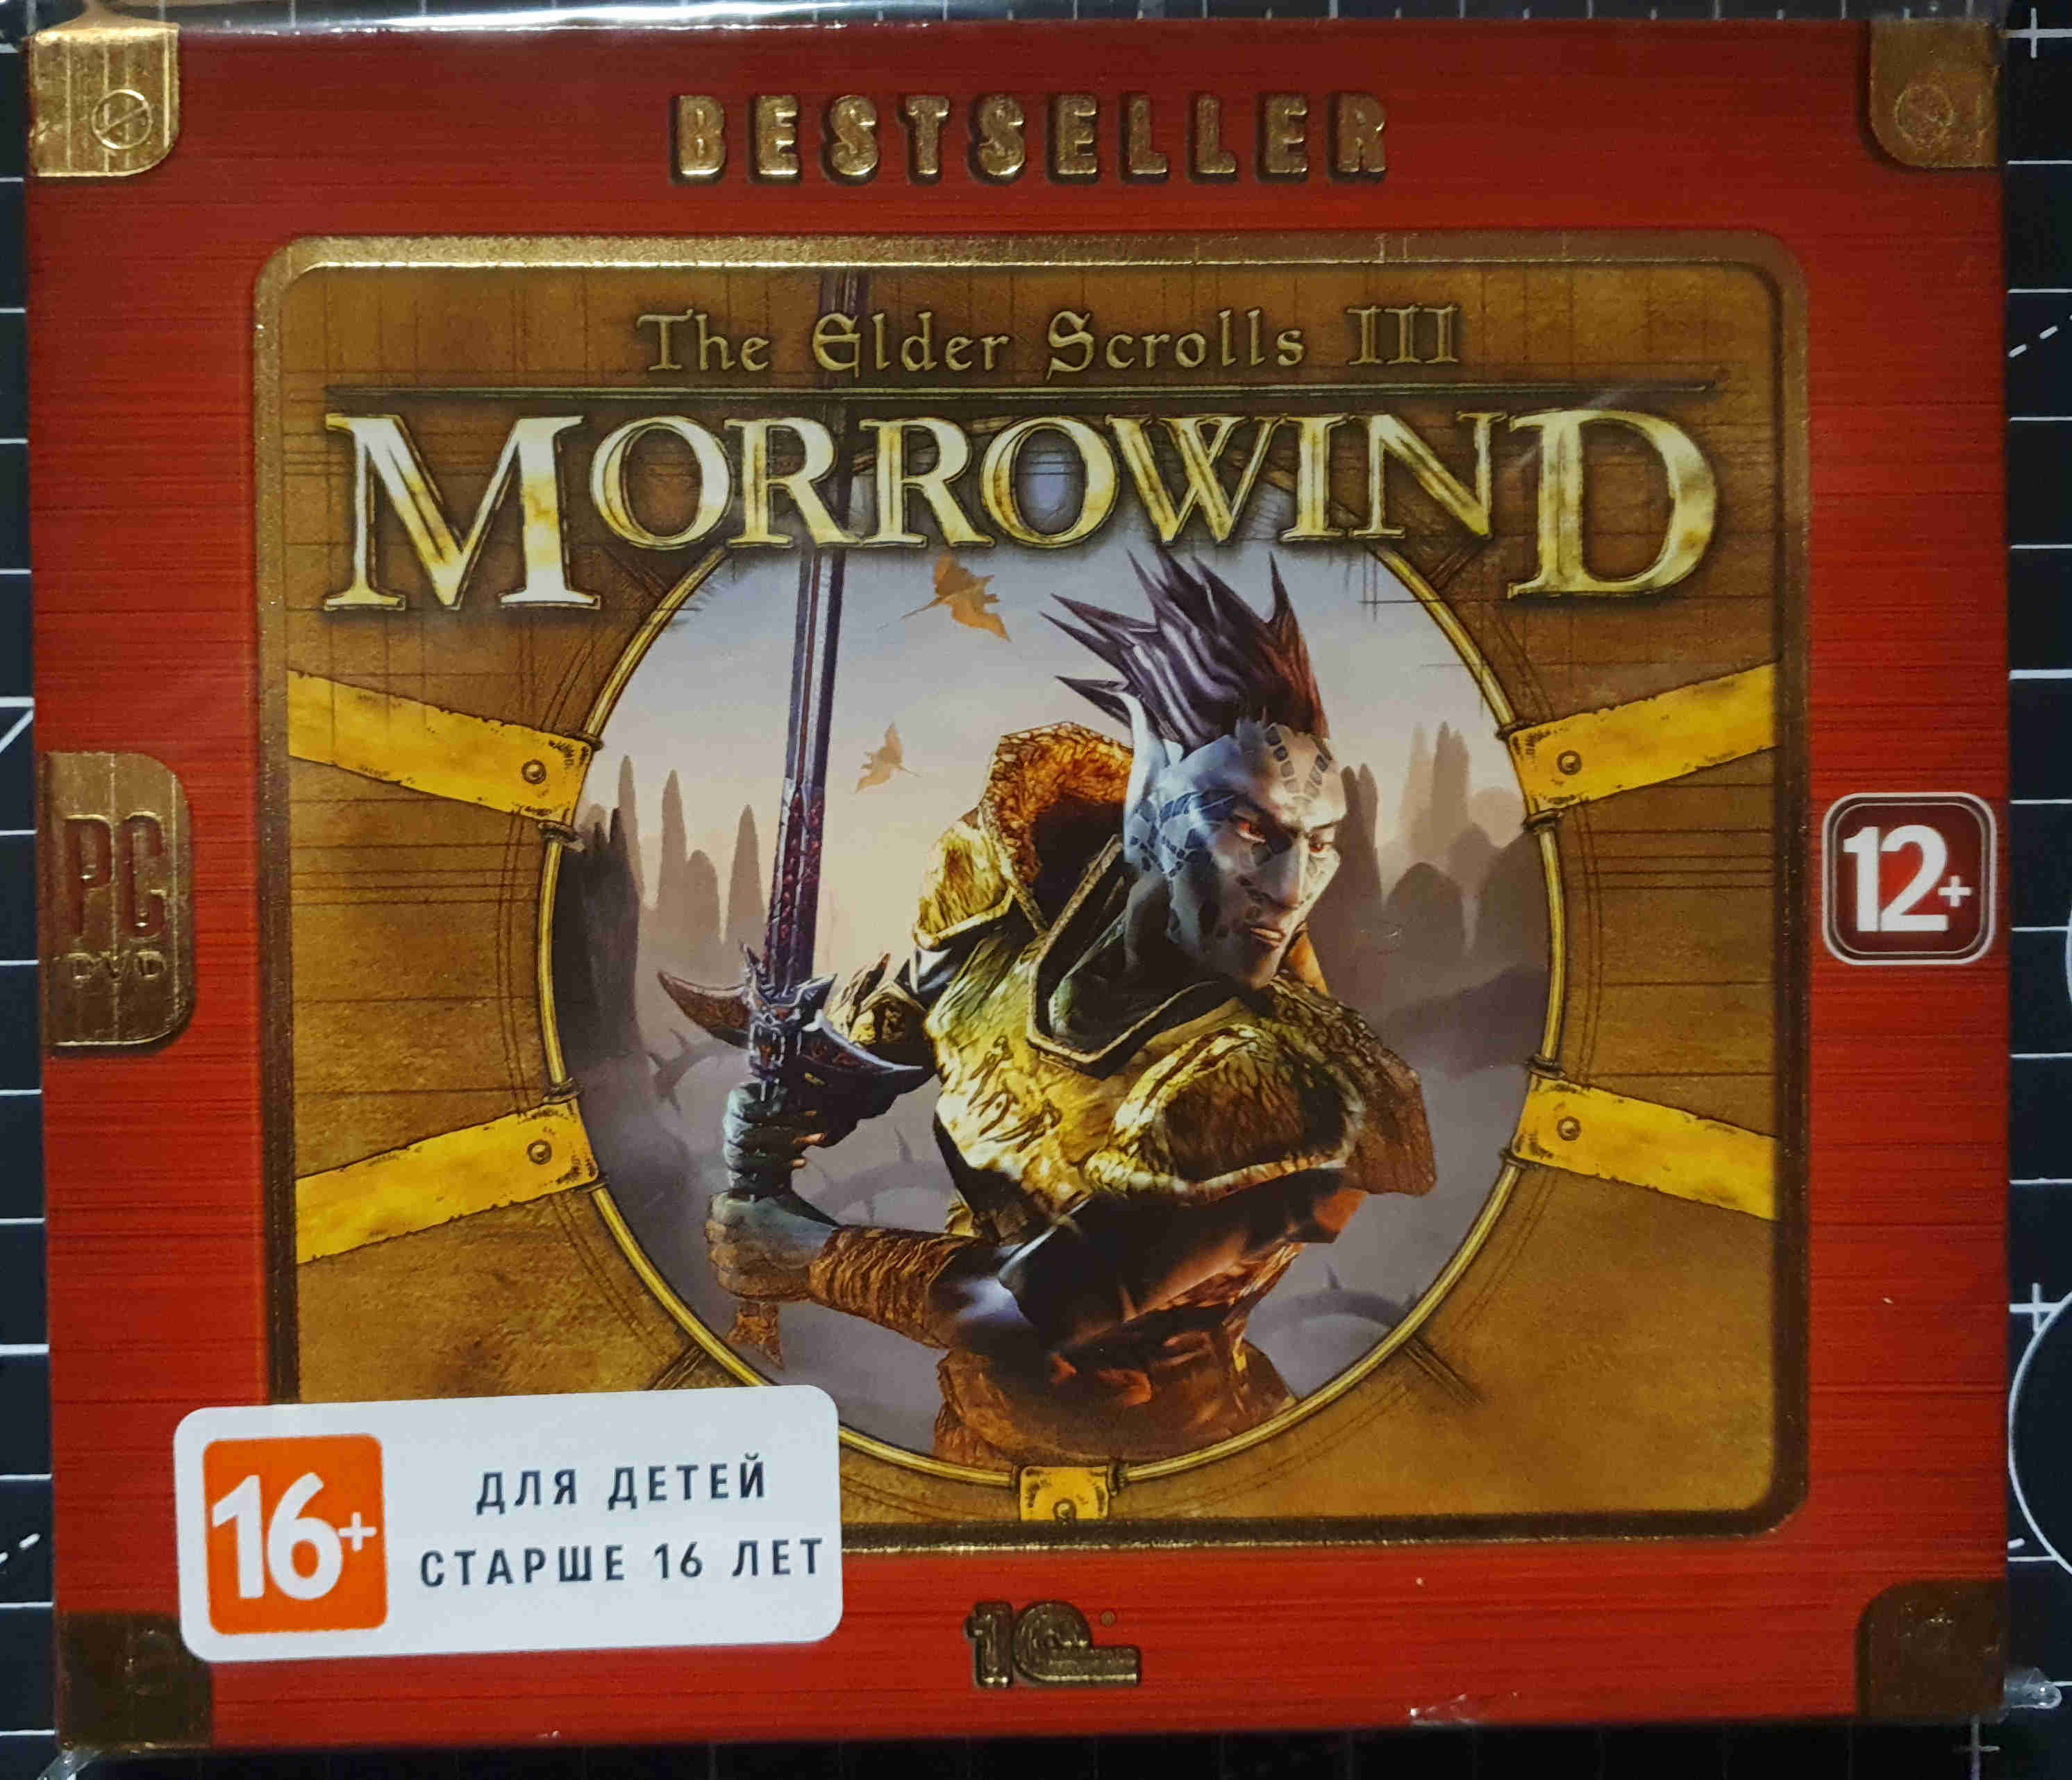 BESTSELLER
The Elder Scrolls III
MORROWIND
PC
DVD
12+
16+
ДЛЯ ДЕТЕЙ
СТАРШЕ 16 ЛЕТ
1С